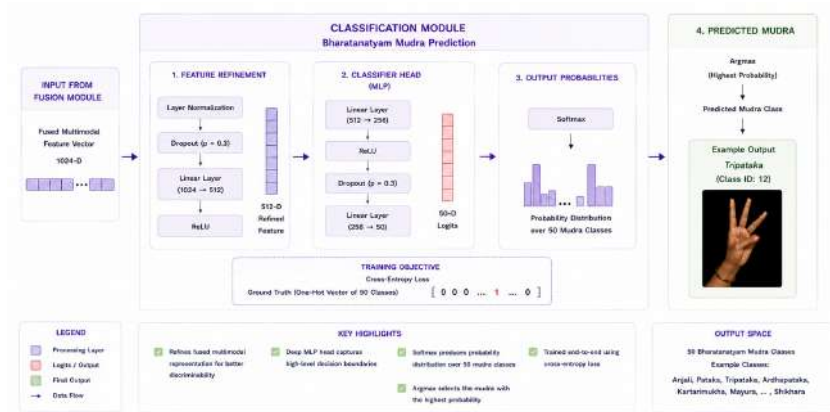 CLASSIFICATION MODULE
Bharatanatyam Mudra Prediction
INPUT FROM
FUSION MODULE
Fused Multimodal
Feature Vector
1024-D
1. FEATURE REFINEMENT
Layer Normalization
Dropout (p = 0.3)
Linear Layer
(1024 → 512)
ReLU
512-D
Refined
Feature
2. CLASSIFIER HEAD
(MLP)
Linear Layer
(512 → 256)
ReLU
Dropout (p = 0.3)
Linear Layer
(256 → 50)
50-D
Logits
3. OUTPUT PROBABILITIES
Softmax
Probability Distribution
over 50 Mudra Classes
4. PREDICTED MUDRA
Argmax
(Highest Probability)
Predicted Mudra Class
Example Output
Tripataka
(Class ID: 12)
TRAINING OBJECTIVE
Cross-Entropy Loss
Ground Truth (One-Hot Vector of 50 Classes) [ 0 0 0 ... 1 ... 0 ]
LEGEND
Processing Layer
Logits / Output
Final Output
Data Flow
KEY HIGHLIGHTS
Refines fused multimodal
representation for better
discriminability
Deep MLP head captures
high-level decision boundaries
Softmax produces probability
distribution over 50 mudra classes
Argmax selects the mudra with
the highest probability
Trained end-to-end using
cross-entropy loss
OUTPUT SPACE
50 Bharatanatyam Mudra Classes
Example Classes:
Anjali, Pataka, Tripataka, Ardhapataka,
Kartarimukha, Mayura, ... , Shikhara